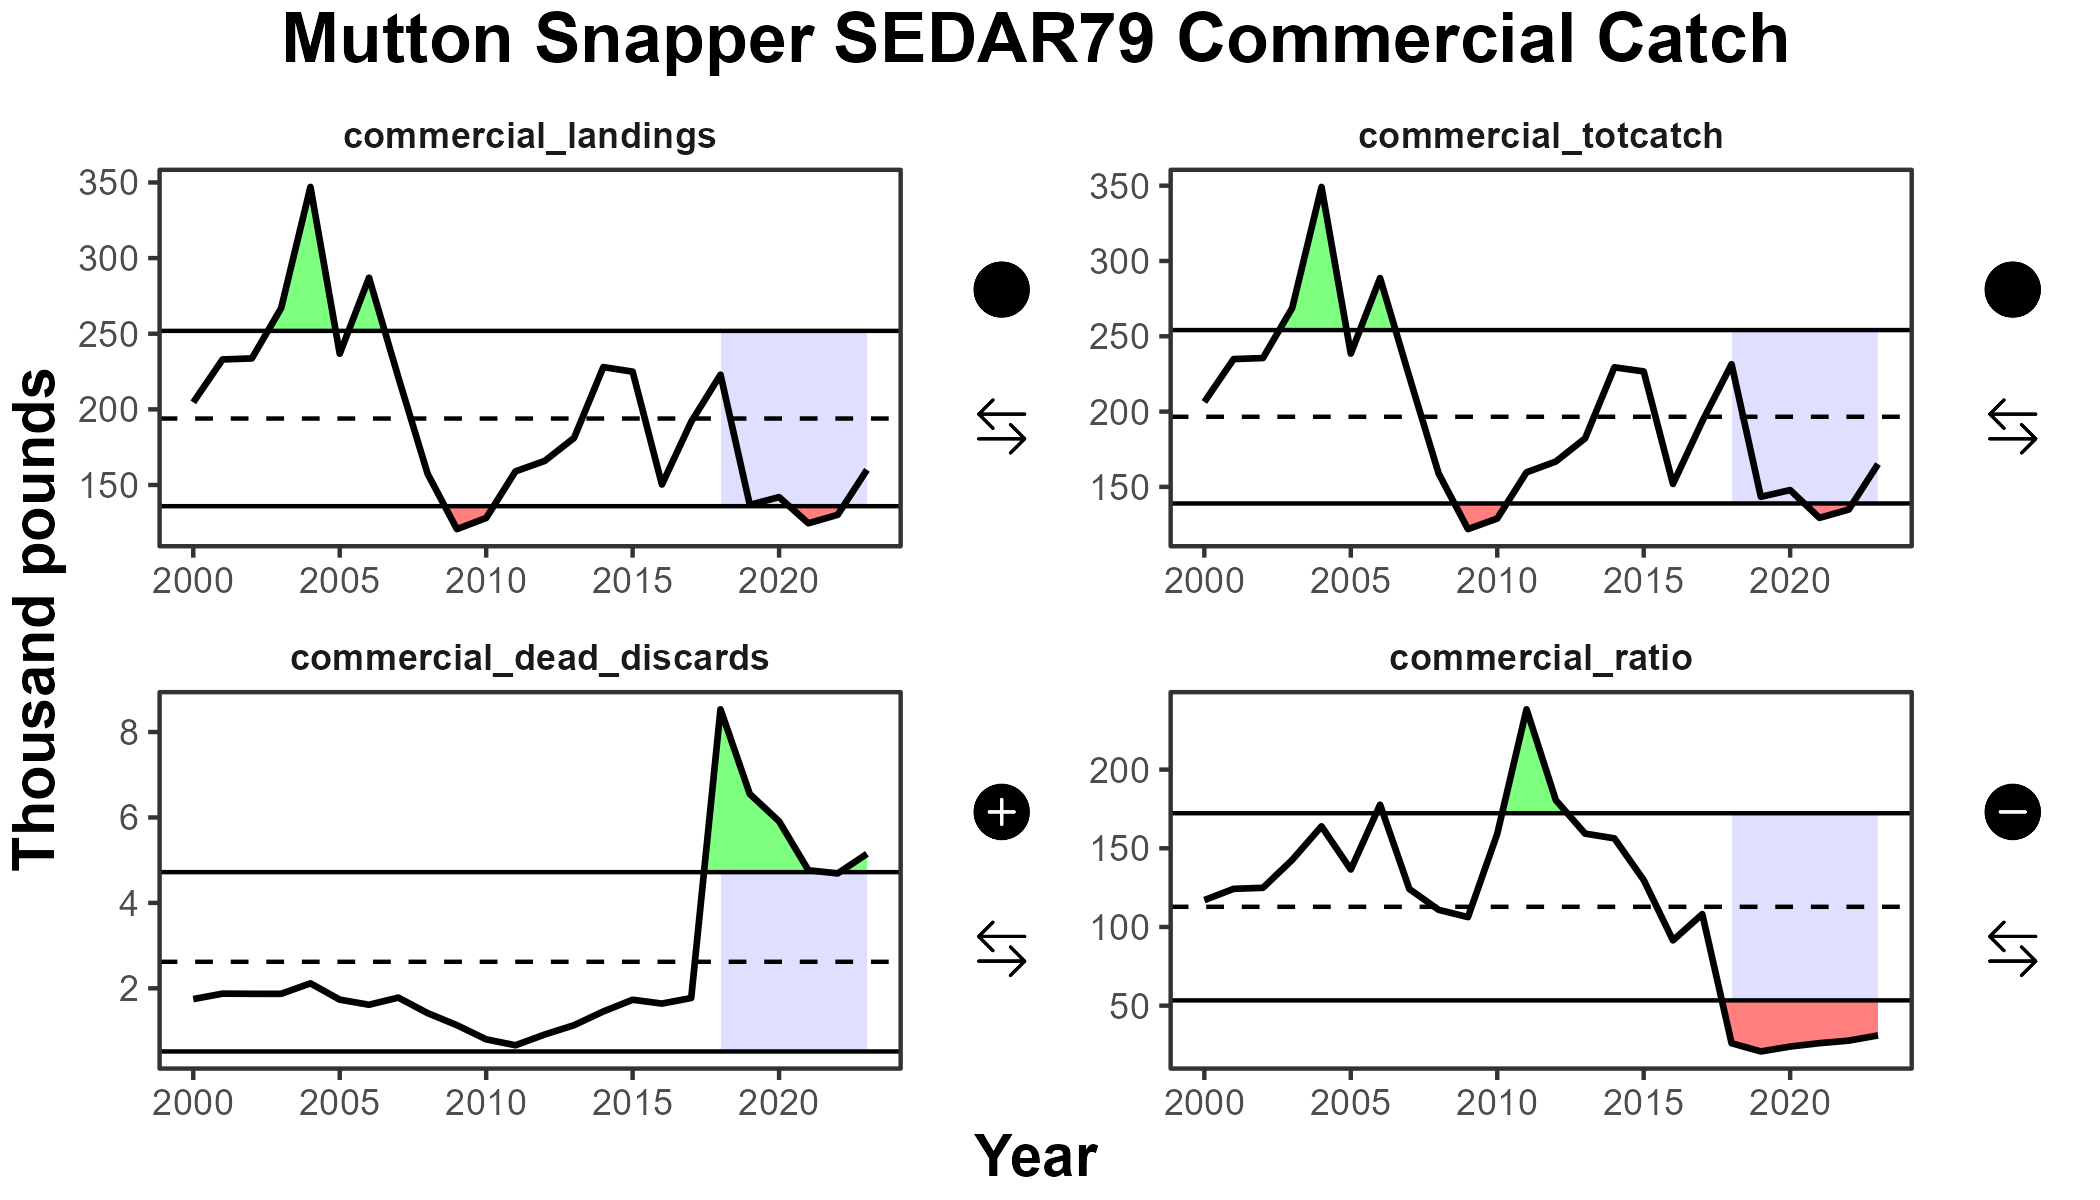 Mutton Snapper SEDAR79 Commercial Catch
commercial_landings
350
300
250
200
150
2000 2005 2010 2015 2020
commercial_totcatch
350
300
250
200
150
2000 2005 2010 2015 2020
Thousand pounds
commercial_dead_discards
8
6
4
2
2000 2005 2010 2015 2020
commercial_ratio
200
150
100
50
2000 2005 2010 2015 2020
Year